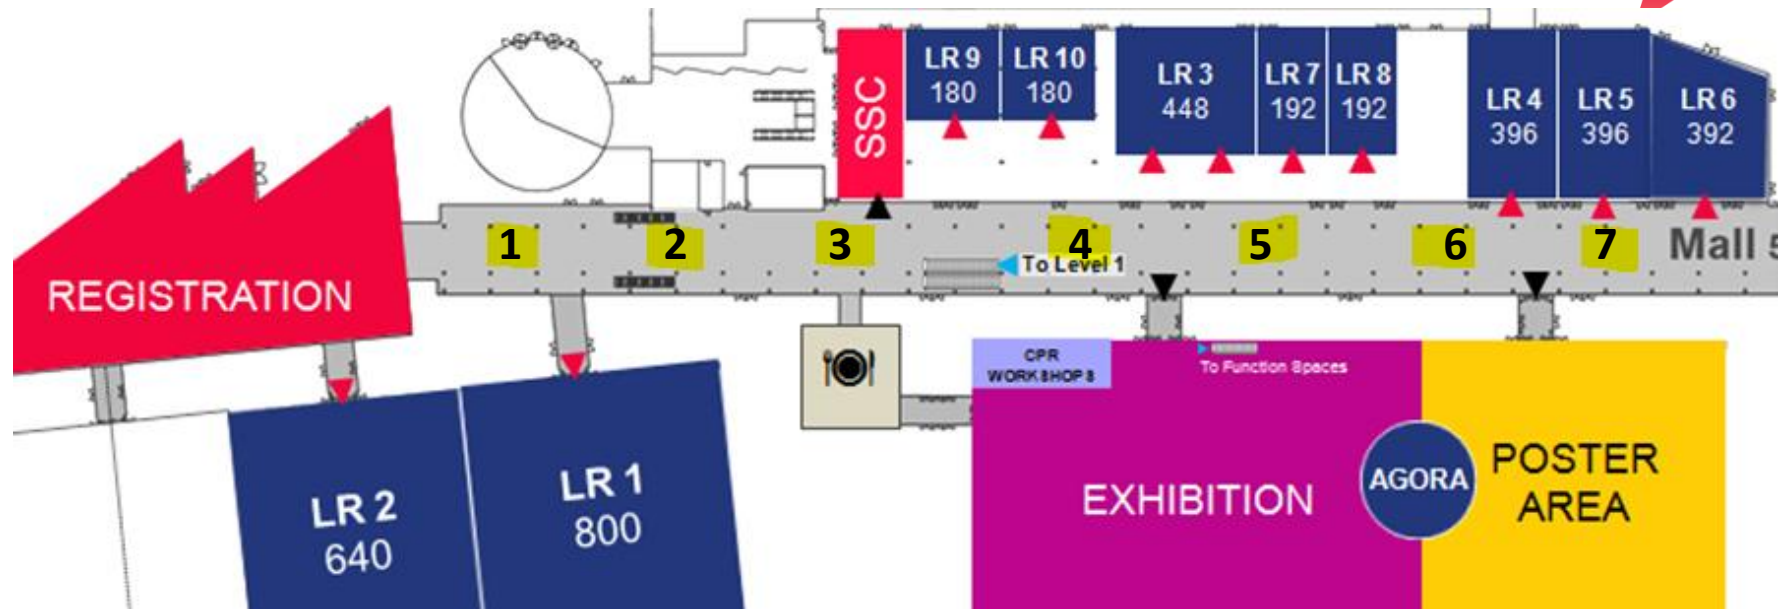 SSC
LR 9
180
LR 10
180
LR 3
448
LR 7
192
LR 8
192
LR 4
396
LR 5
396
LR 6
392
1
2
3
4
5
6
7
Mall 5
To Level 1
REGISTRATION
CPR
WORKSHOPS
To Function Spaces
LR 2
640
LR 1
800
EXHIBITION
AGORA
POSTER
AREA